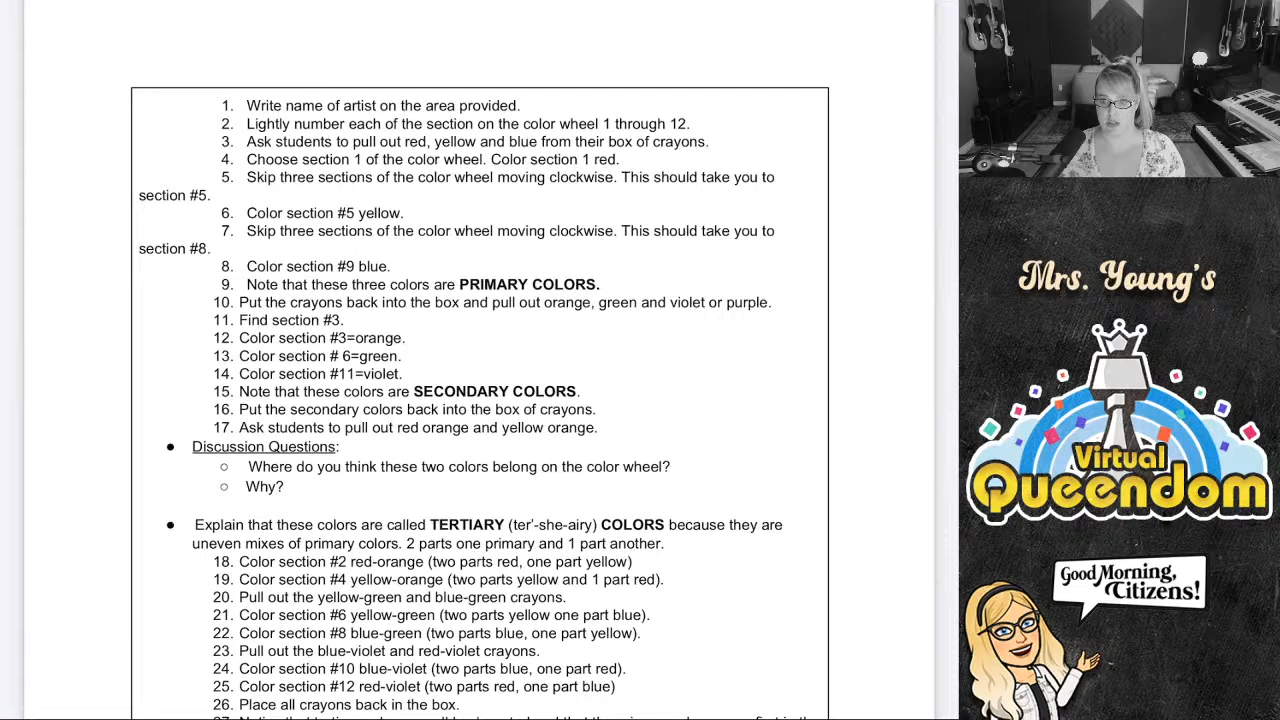 1. Write name of artist on the area provided.
2. Lightly number each of the section on the color wheel 1 through 12.
3. Ask students to pull out red, yellow and blue from their box of crayons.
4. Choose section 1 of the color wheel. Color section 1 red.
5. Skip three sections of the color wheel moving clockwise. This should take you to
section #5.
6. Color section #5 yellow.
7. Skip three sections of the color wheel moving clockwise. This should take you to
section #8.
8. Color section #9 blue.
9. Note that these three colors are PRIMARY COLORS.
10. Put the crayons back into the box and pull out orange, green and violet or purple.
11. Find section #3.
12. Color section #3=orange.
13. Color section # 6=green.
14. Color section #11=violet.
15. Note that these colors are SECONDARY COLORS.
16. Put the secondary colors back into the box of crayons.
17. Ask students to pull out red orange and yellow orange.
● Discussion Questions:
○ Where do you think these two colors belong on the color wheel?
○ Why?
● Explain that these colors are called TERTIARY (ter'-she-airy) COLORS because they are
uneven mixes of primary colors. 2 parts one primary and 1 part another.
18. Color section #2 red-orange (two parts red, one part yellow)
19. Color section #4 yellow-orange (two parts yellow and 1 part red).
20. Pull out the yellow-green and blue-green crayons.
21. Color section #6 yellow-green (two parts yellow one part blue).
22. Color section #8 blue-green (two parts blue, one part yellow).
23. Pull out the blue-violet and red-violet crayons.
24. Color section #10 blue-violet (two parts blue, one part red).
25. Color section #12 red-violet (two parts red, one part blue)
26. Place all crayons back in the box.
Mrs. Young's
Virtual
Queendom
Good Morning,
Citizens!